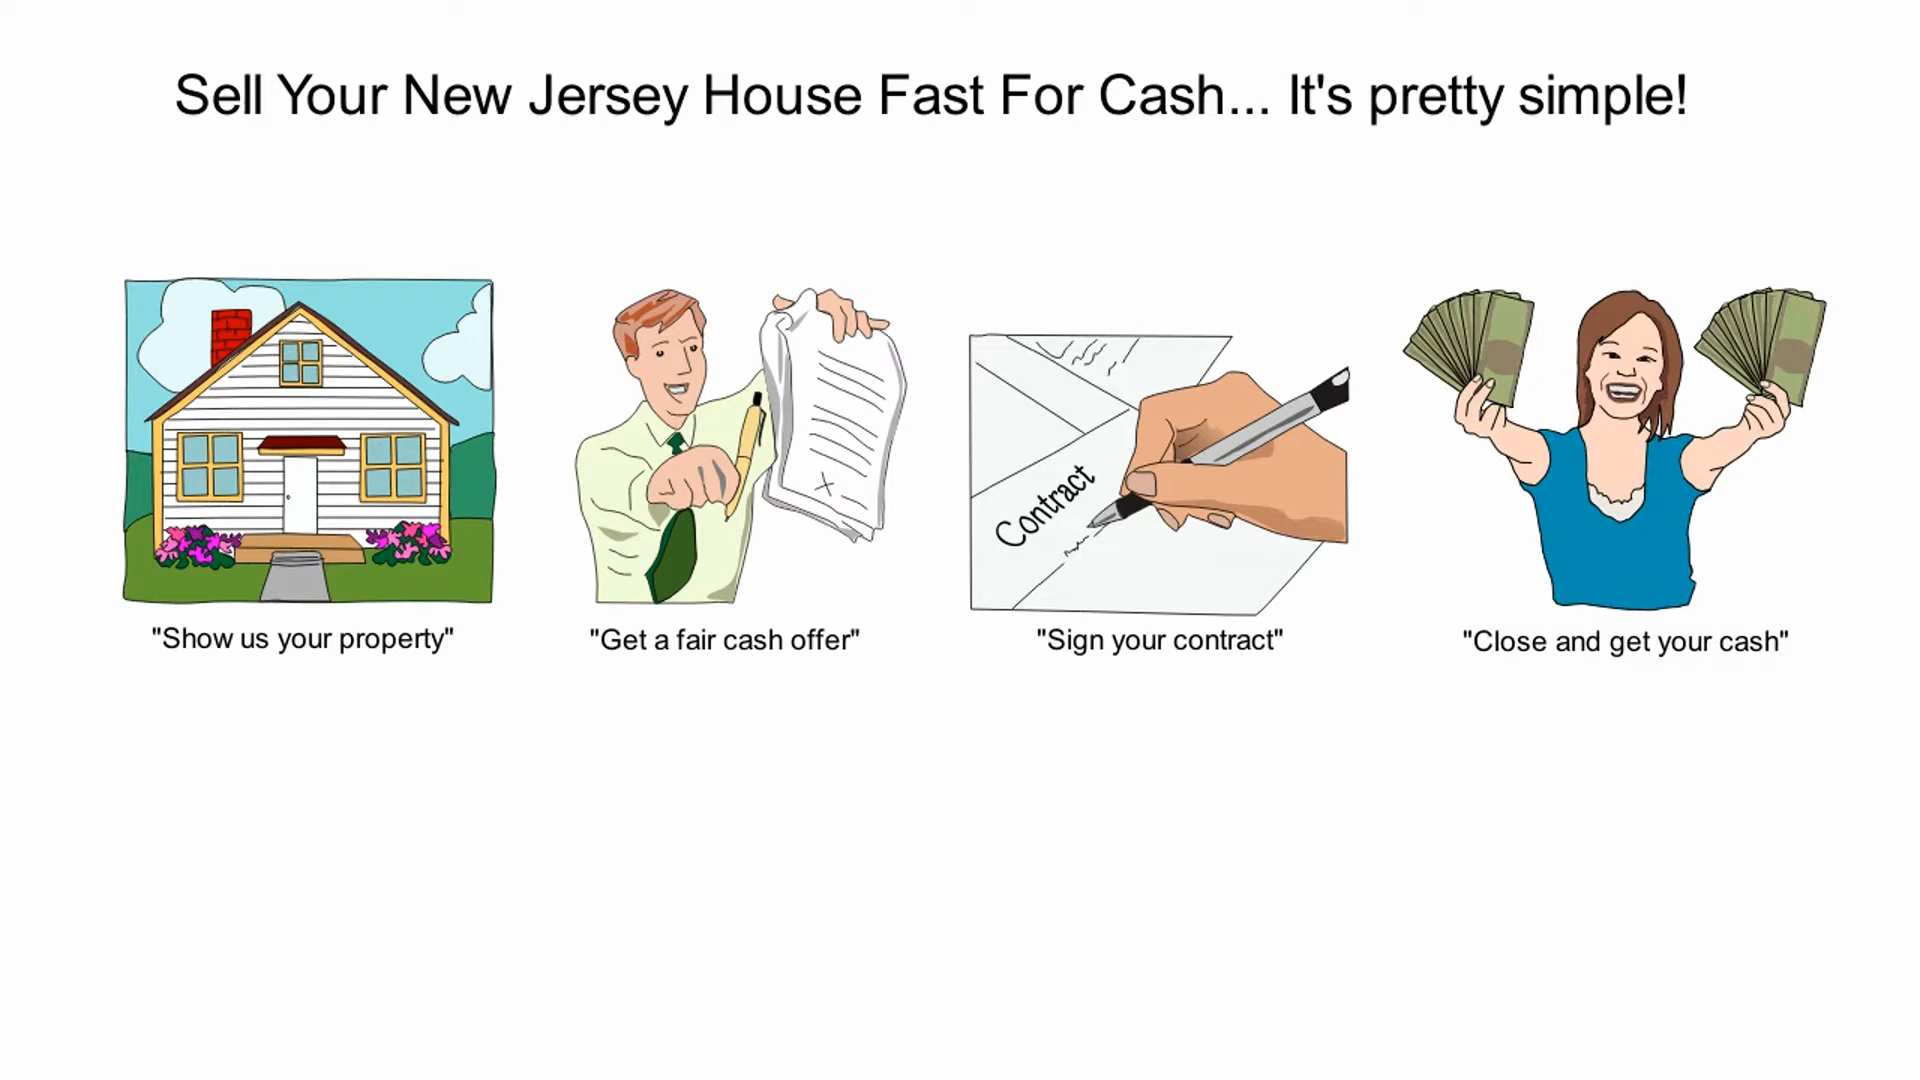 Sell Your New Jersey House Fast For Cash... It's pretty simple!
Contract
"Show us your property"
"Get a fair cash offer"
"Sign your contract"
"Close and get your cash"